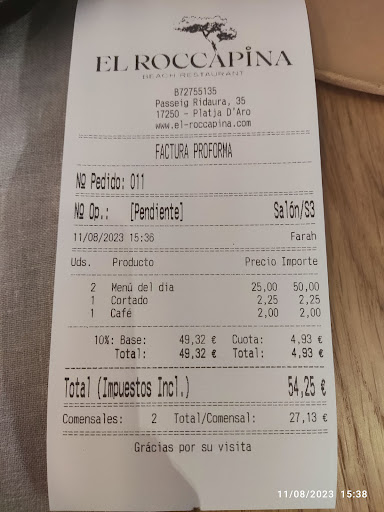 EL ROCCAPINA
BEACH RESTAURANT
B72755135
Passeig Ridaura, 35
17250 - Platja D'Aro
www.el-roccapina.com
FACTURA PROFORMA
Nº Pedido: 011
Nº Op.: [Pendiente] Salón/S3
11/08/2023 15:36 Farah
Uds. Producto Precio Importe
2 Menú del dia 25,00 50,00
1 Cortado 2,25 2,25
1 Café 2,00 2,00
10%: Base: 49,32 € Cuota: 4,93 €
Total: 49,32 € Total: 4,93 €
Total (Impuestos Incl.) 54,25 €
Comensales: 2 Total/Comensal: 27,13 €
Grácias por su visita
11/08/2023 15:38